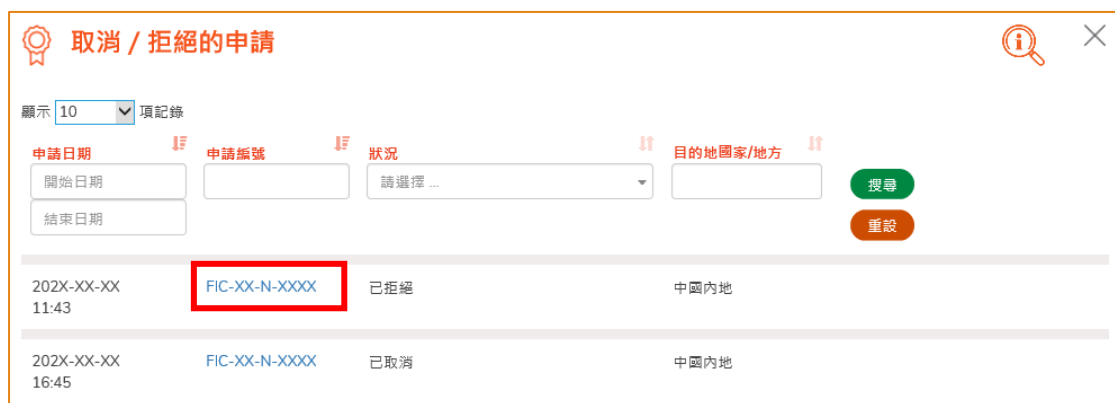 取消 / 拒絕的申請
顯示 10 項記錄
申請日期 申請編號 狀況 目的地國家/地方
開始日期 請選擇 ... 搜尋
結束日期 重設
202X-XX-XX FIC-XX-N-XXXX 已拒絕 中國內地
11:43
202X-XX-XX FIC-XX-N-XXXX 已取消 中國內地
16:45